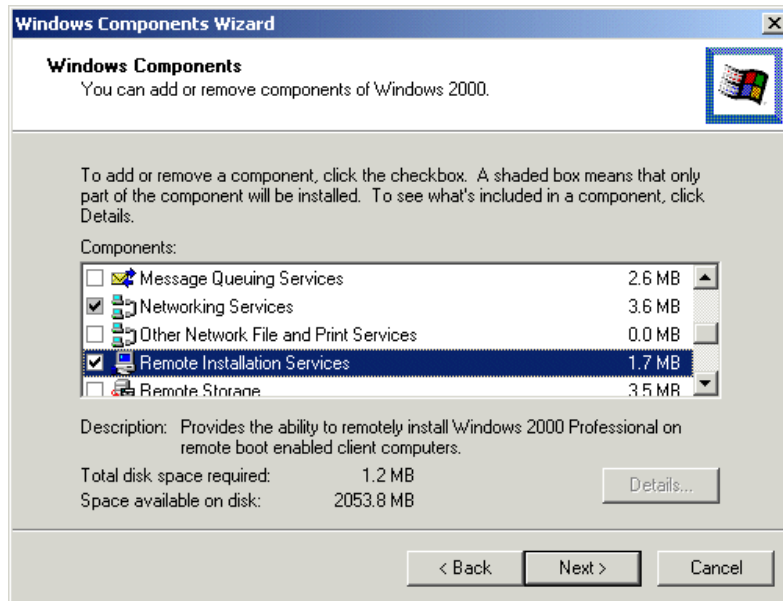 Windows Components Wizard
Windows Components
You can add or remove components of Windows 2000.
To add or remove a component, click the checkbox. A shaded box means that only
part of the component will be installed. To see what's included in a component, click
Details.
Components:
Message Queuing Services 2.6 MB
Networking Services 3.6 MB
Other Network File and Print Services 0.0 MB
Remote Installation Services 1.7 MB
Remote Storage 3.5 MB
Description: Provides the ability to remotely install Windows 2000 Professional on
remote boot enabled client computers.
Total disk space required: 1.2 MB
Space available on disk: 2053.8 MB
Details...
< Back Next > Cancel